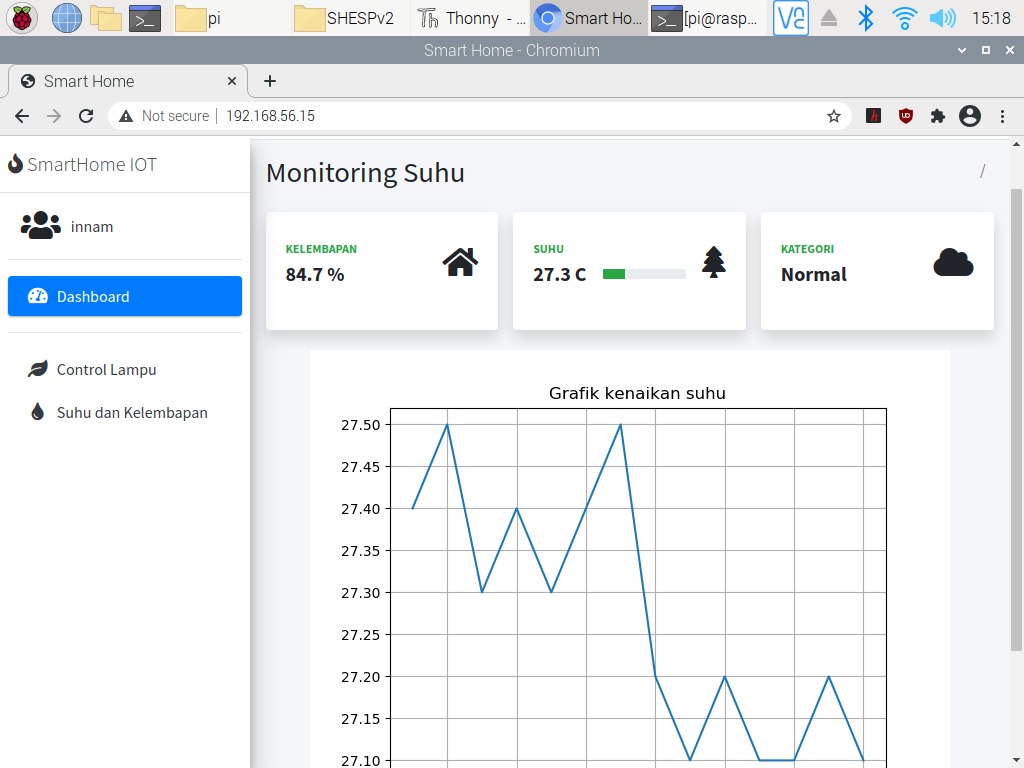 pi
SHESPv2
Thonny - ...
Smart Ho...
[pi@rasp...
15:18
Smart Home - Chromium
Smart Home
Not secure
192.168.56.15
SmartHome IOT
innam
Dashboard
Control Lampu
Suhu dan Kelembapan
Monitoring Suhu
/
KELEMBAPAN
84.7 %
SUHU
27.3 C
KATEGORI
Normal
Grafik kenaikan suhu
27.50
27.45
27.40
27.35
27.30
27.25
27.20
27.15
27.10